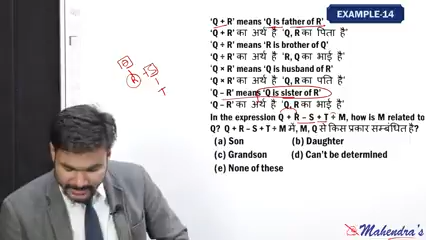 EXAMPLE-14
'Q + R' means 'Q is father of R'
'Q + R' का अर्थ है 'Q, R का पिता है'
'Q ÷ R' means 'R is brother of Q'
'Q ÷ R' का अर्थ है 'R, Q का भाई है'
'Q × R' means 'Q is husband of R'
'Q × R' का अर्थ है 'Q, R का पति है'
'Q – R' means 'Q is sister of R'
'Q – R' का अर्थ है 'Q, R का भाई है'
In the expression Q + R – S + T ÷ M, how is M related to
Q? Q + R – S + T ÷ M में, M, Q से किस प्रकार सम्बंधित है?
(a) Son (b) Daughter
(c) Grandson (d) Can't be determined
(e) None of these
Q
R
S
T
Mahendra's